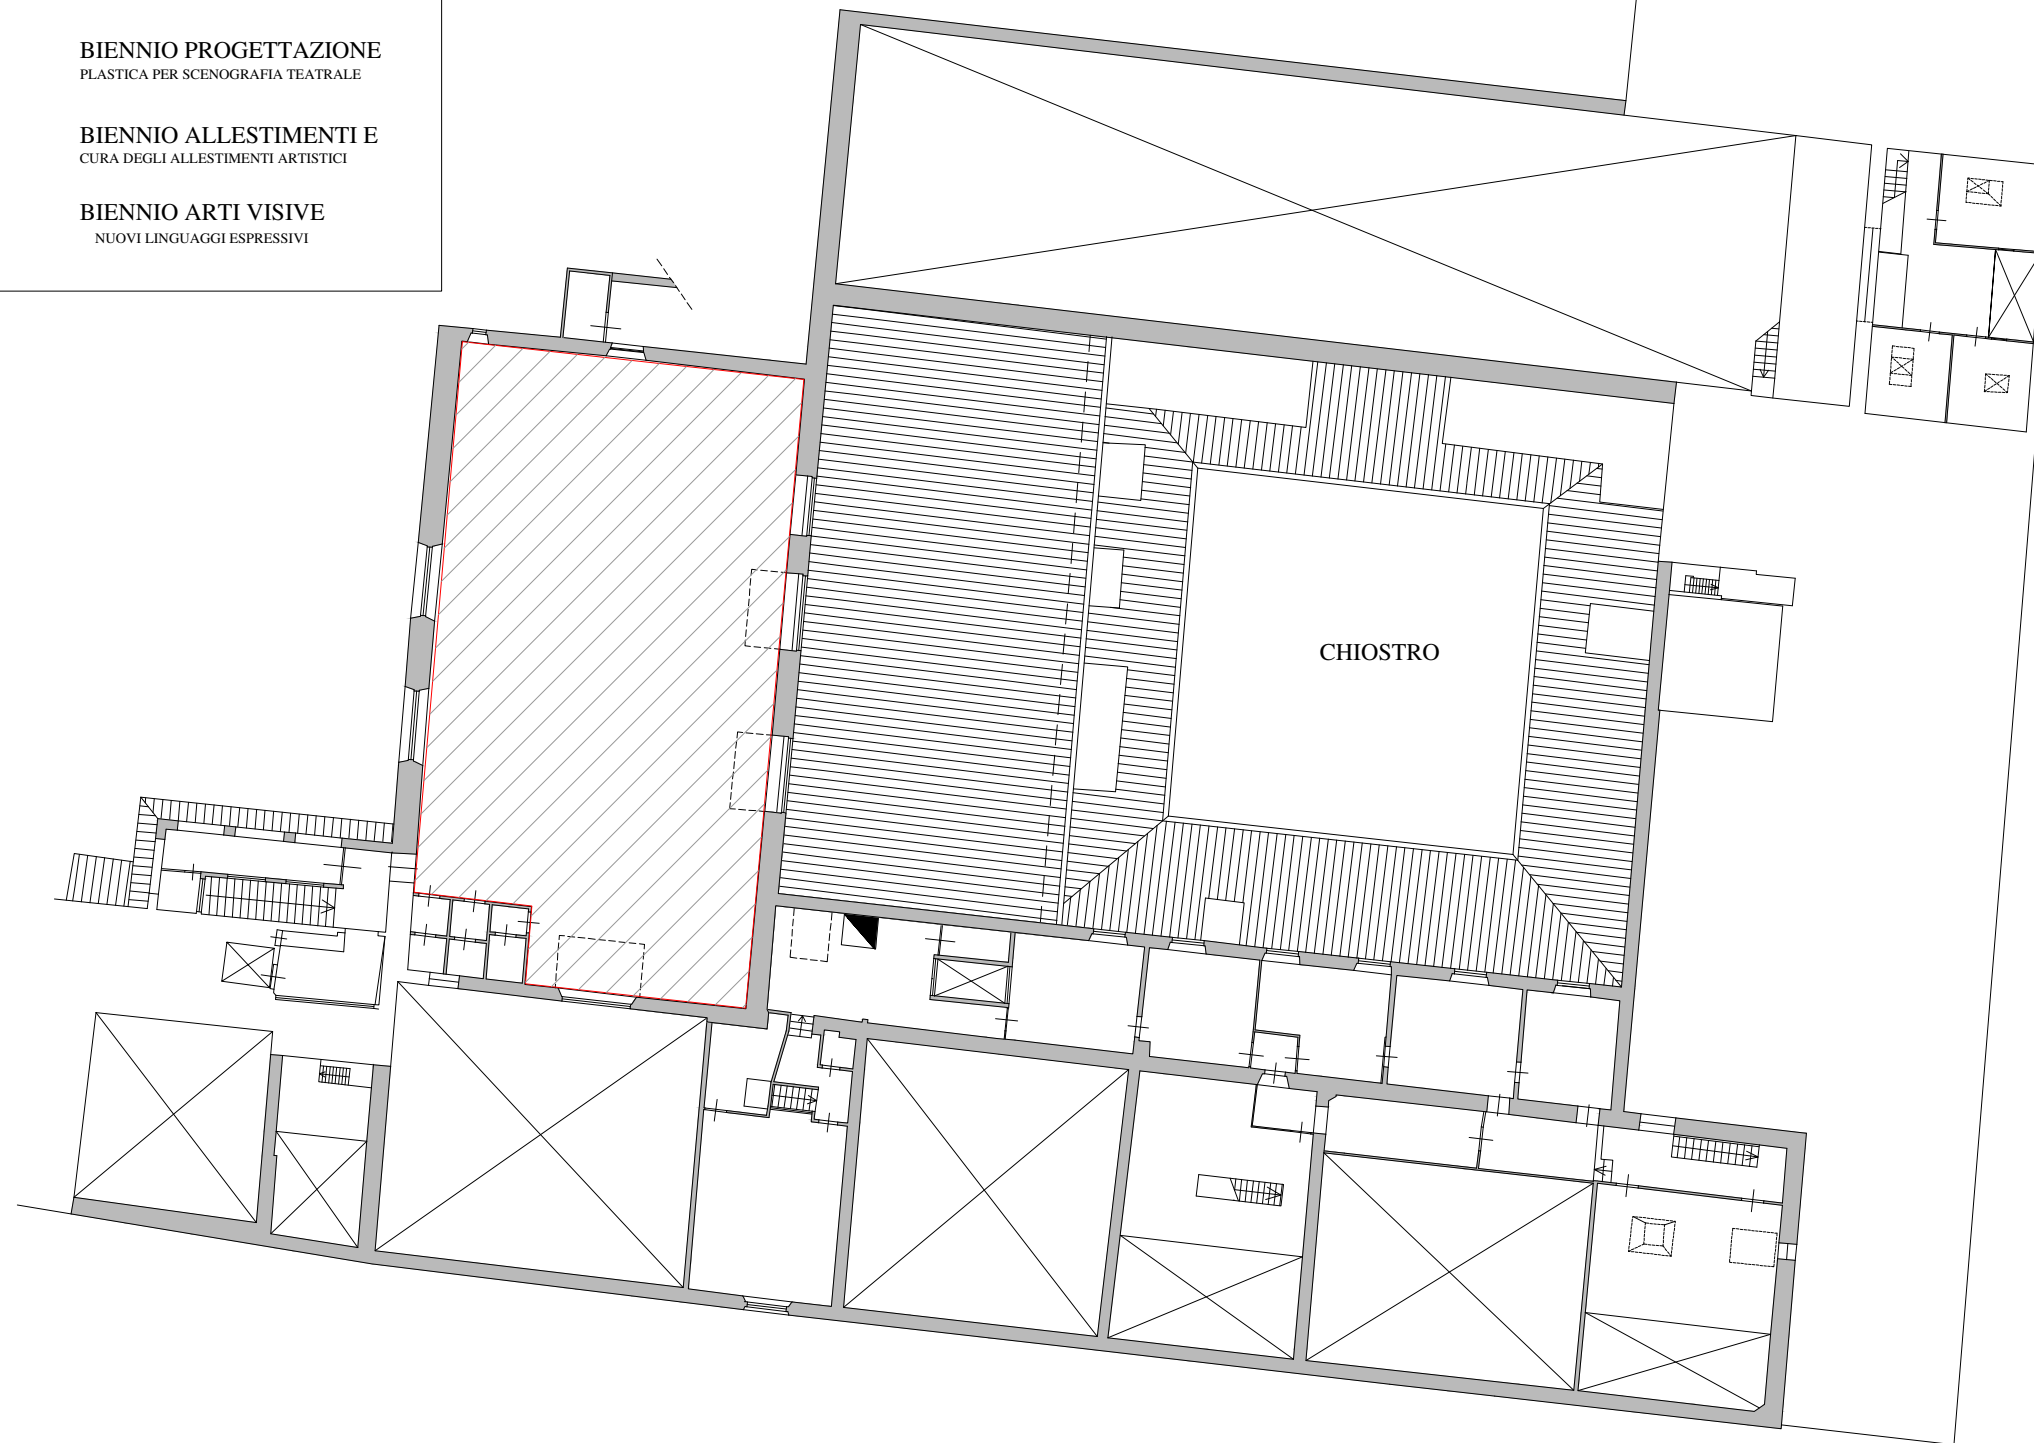 BIENNIO PROGETTAZIONE
PLASTICA PER SCENOGRAFIA TEATRALE
BIENNIO ALLESTIMENTI E
CURA DEGLI ALLESTIMENTI ARTISTICI
BIENNIO ARTI VISIVE
NUOVI LINGUAGGI ESPRESSIVI
CHIOSTRO